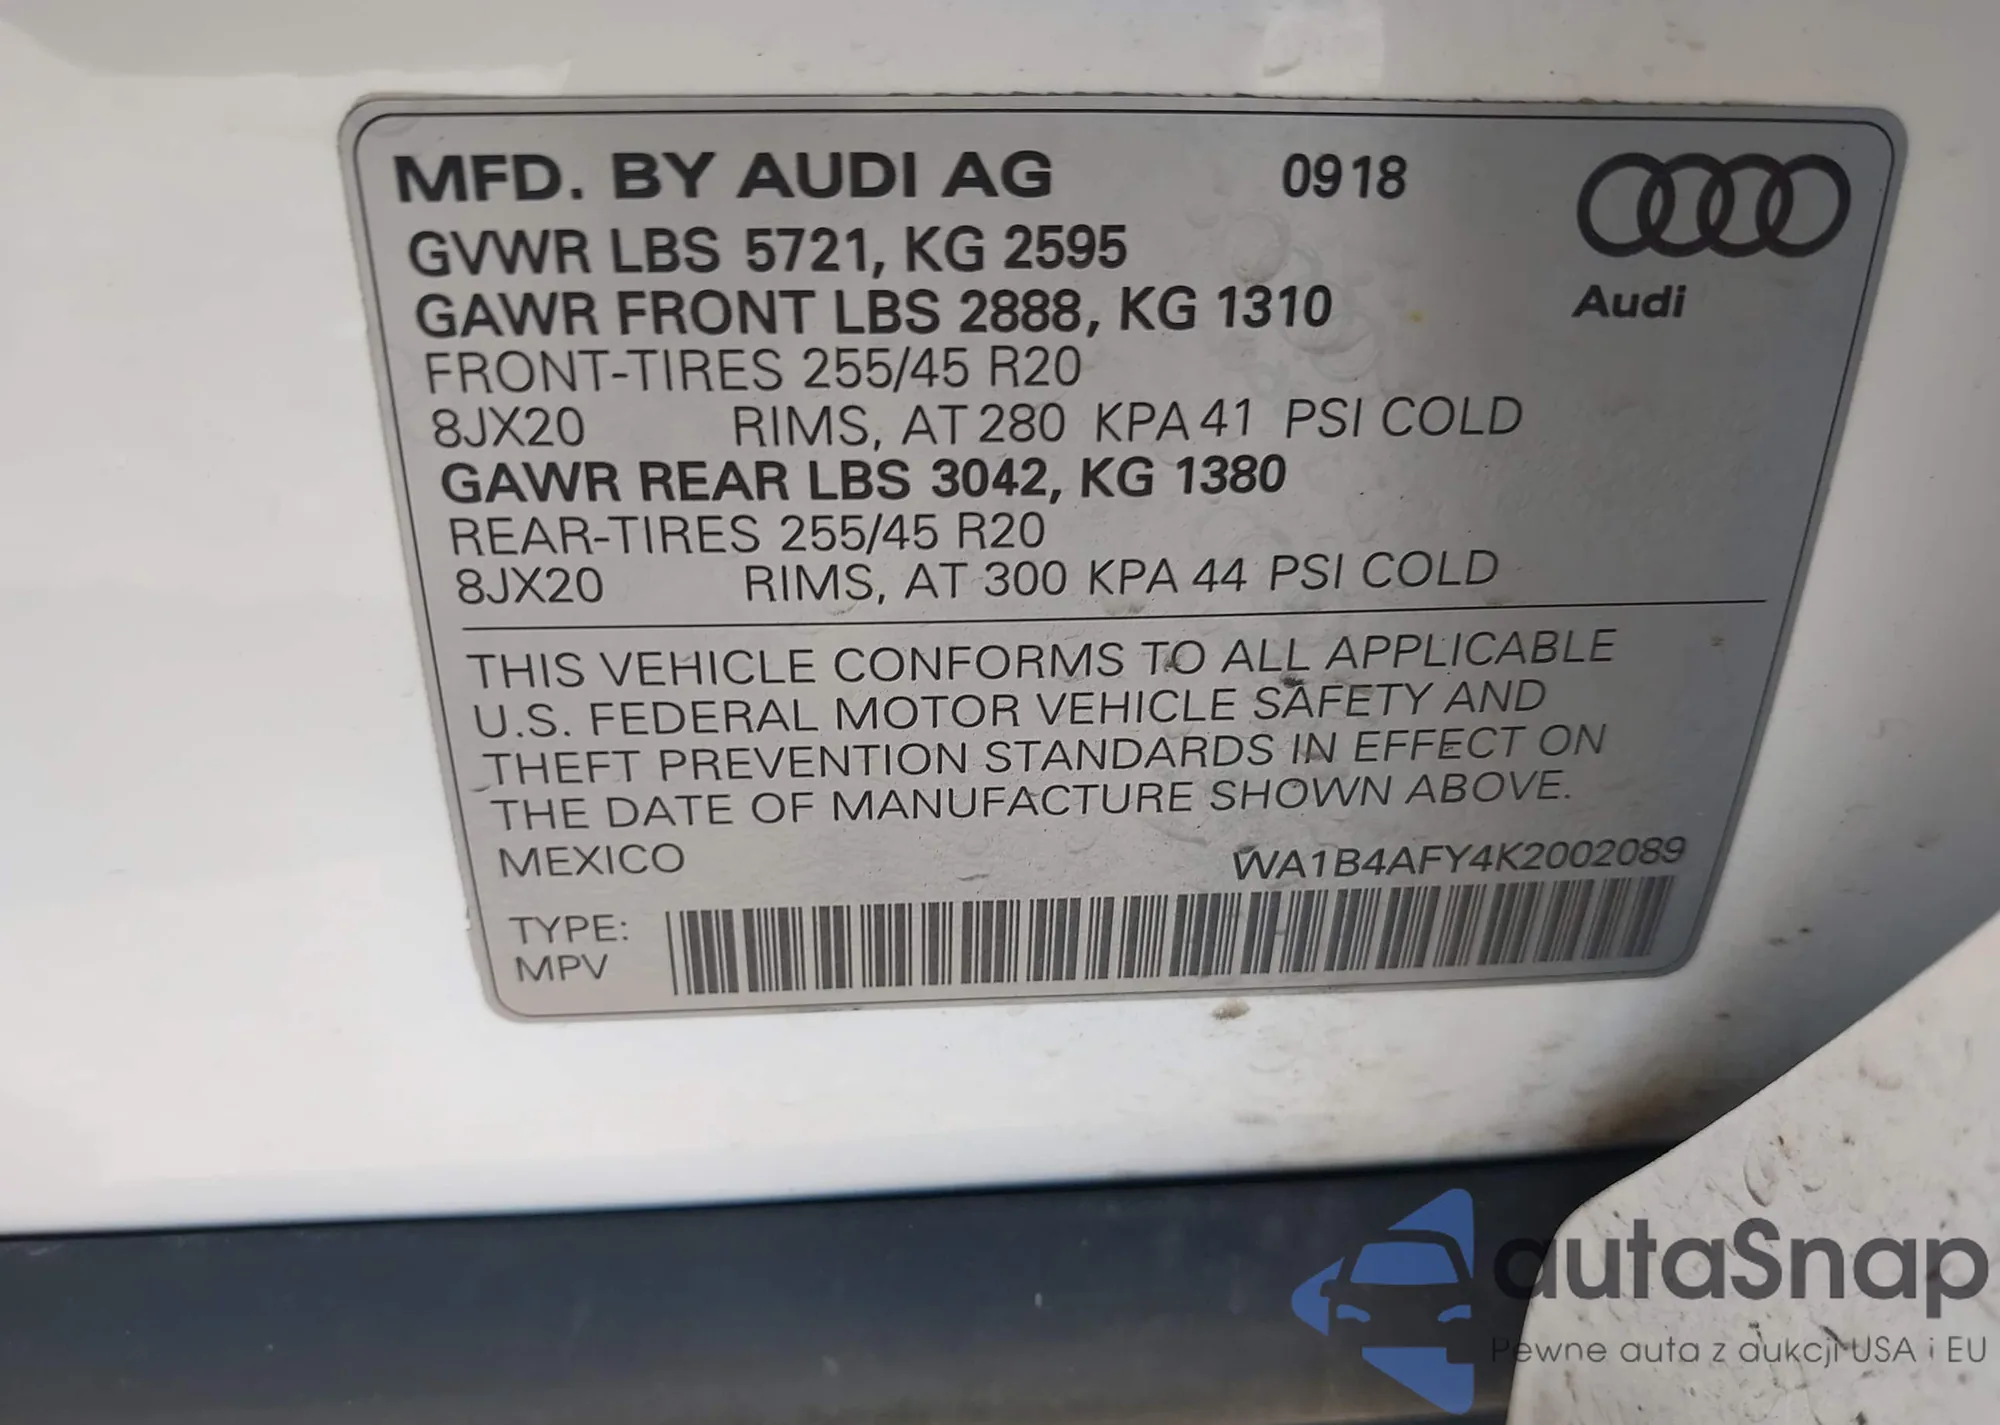 MFD. BY AUDI AG 0918
Audi
GVWR LBS 5721, KG 2595
GAWR FRONT LBS 2888, KG 1310
FRONT-TIRES 255/45 R20
8JX20 RIMS, AT 280 KPA 41 PSI COLD
GAWR REAR LBS 3042, KG 1380
REAR-TIRES 255/45 R20
8JX20 RIMS, AT 300 KPA 44 PSI COLD
THIS VEHICLE CONFORMS TO ALL APPLICABLE
U.S. FEDERAL MOTOR VEHICLE SAFETY AND
THEFT PREVENTION STANDARDS IN EFFECT ON
THE DATE OF MANUFACTURE SHOWN ABOVE.
MEXICO WA1B4AFY4K2002089
TYPE:
MPV
autaSnap
Pewne auta z aukcji USA i EU